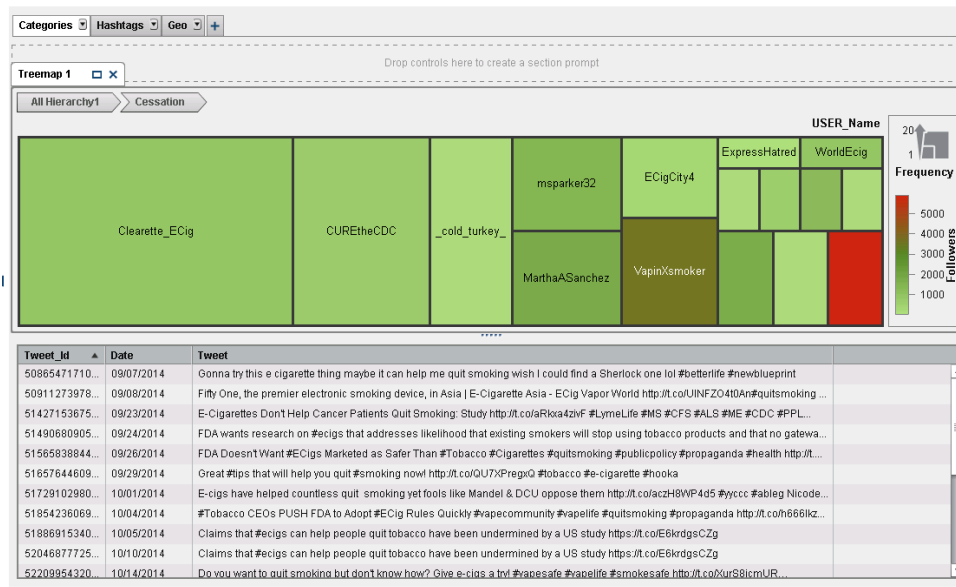 Categories Hashtags Geo +
Drop controls here to create a section prompt
Treemap 1
All Hierarchy1 Cessation
USER_Name
Clearette_ECig
CUREtheCDC
_cold_turkey_
msparker32
MarthaASanchez
ECigCity4
VapinXsmoker
ExpressHatred
WorldEcig
20
1
Frequency
5000
4000
3000
2000
1000
Followers
Tweet_Id Date Tweet
50865471710... 09/07/2014 Gonna try this e cigarette thing maybe it can help me quit smoking wish I could find a Sherlock one lol #betterlife #newblueprint
50911273978... 09/08/2014 Fifty One, the premier electronic smoking device, in Asia | E-Cigarette Asia - ECig Vapor World http://t.co/UINFZO4t0An#quitsmoking ...
51427153675... 09/23/2014 E-Cigarettes Don't Help Cancer Patients Quit Smoking: Study http://t.co/aRkxa4zivF #LymeLife #MS #CFS #ALS #ME #CDC #PPL...
51490680905... 09/24/2014 FDA wants research on #ecigs that addresses likelihood that existing smokers will stop using tobacco products and that no gatewa...
51565838844... 09/26/2014 FDA Doesn't Want #ECigs Marketed as Safer Than #Tobacco #Cigarettes #quitsmoking #publicpolicy #propaganda #health http://t....
51657644609... 09/29/2014 Great #tips that will help you quit #smoking now! http://t.co/QU7XPregxQ #tobacco #e-cigarette #hooka
51729102980... 10/01/2014 E-cigs have helped countless quit smoking yet fools like Mandel & DCU oppose them http://t.co/aczH8WP4d5 #yyccc #ableg Nicode...
51854236069... 10/04/2014 #Tobacco CEOs PUSH FDA to Adopt #ECig Rules Quickly #vapecommunity #vapelife #quitsmoking #propaganda http://t.co/h666lkz...
51886915340... 10/05/2014 Claims that #ecigs can help people quit tobacco have been undermined by a US study https://t.co/E6krdgsCZg
52046877725... 10/10/2014 Claims that #ecigs can help people quit tobacco have been undermined by a US study https://t.co/E6krdgsCZg
52209954320... 10/14/2014 Do you want to quit smoking but don't know how? Give e-cigs a try! #vapesafe #vapelife #smokesafe http://t.co/XurS8icmUR...